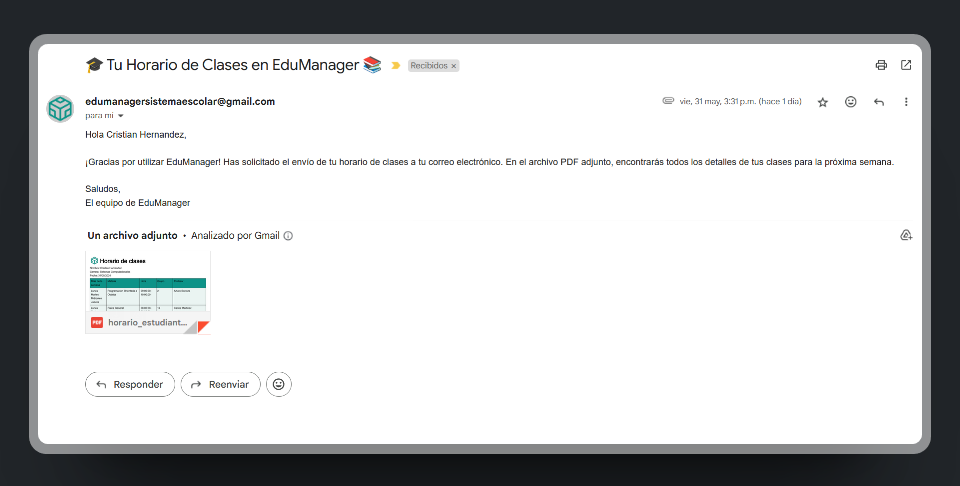 🎓Tu Horario de Clases en EduManager 📚
Recibidos ×
edumanagersistemaescolar@gmail.com
vie, 31 may, 3:31 p.m. (hace 1 día)
para mí
Hola Cristian Hernandez,
¡Gracias por utilizar EduManager! Has solicitado el envío de tu horario de clases a tu correo electrónico. En el archivo PDF adjunto, encontrarás todos los detalles de tus clases para la próxima semana.
Saludos,
El equipo de EduManager
Un archivo adjunto • Analizado por Gmail
Horario de clases
PDF horario_estudiant...
Responder
Reenviar